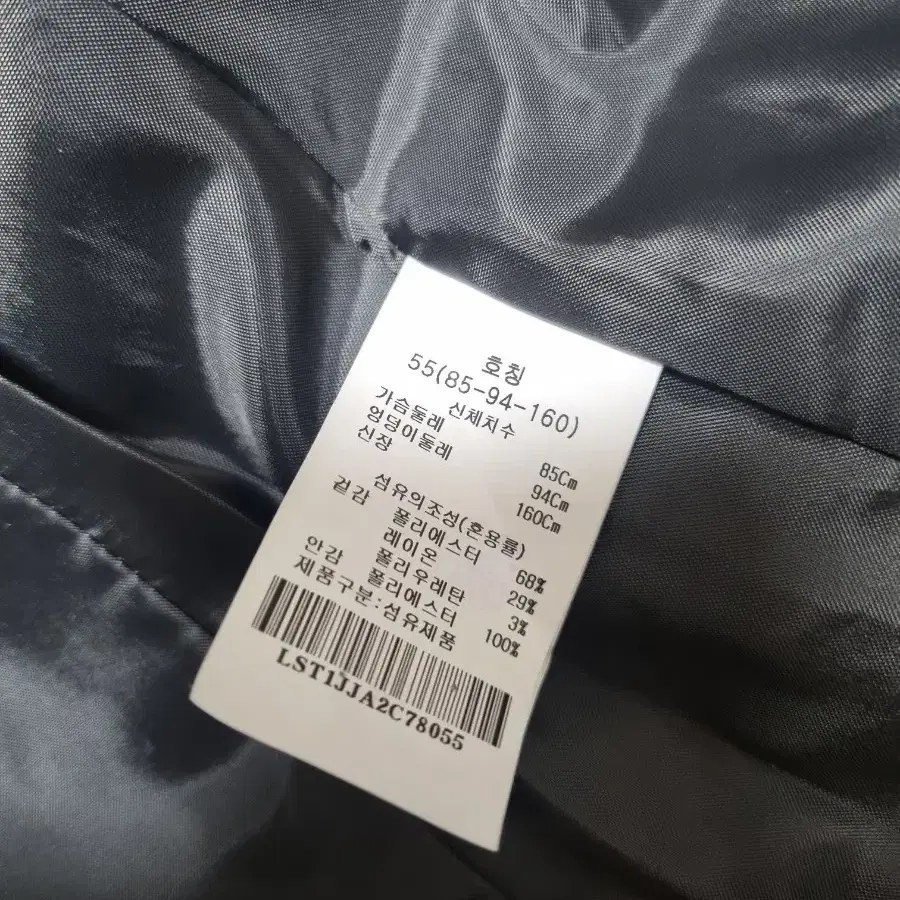 호칭
55(85-94-160)
신체치수
가슴둘레 85Cm
엉덩이둘레 94Cm
신장 160Cm
섬유의조성(혼용률)
겉감 폴리에스터 68%
레이온 29%
폴리우레탄 3%
안감 폴리에스터 100%
제품구분:섬유제품
LST1JJA2C78055